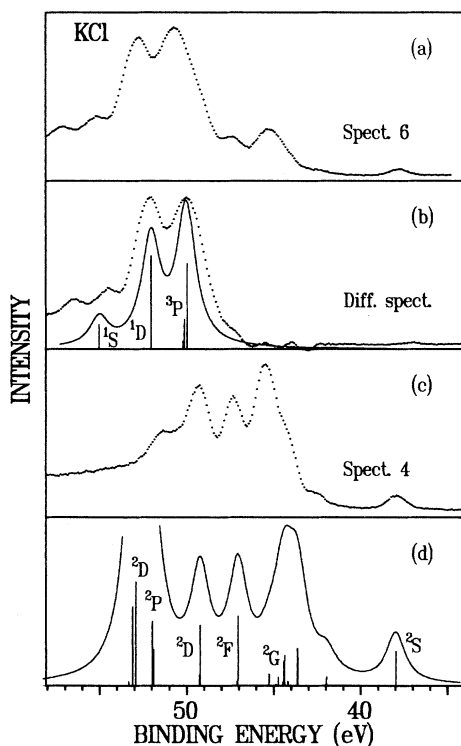 KCl
(a)
Spect. 6
(b)
³P
¹D
¹S
Diff. spect.
INTENSITY
(c)
Spect. 4
(d)
²D
²P
²D
²F
²G
²S
50
40
BINDING ENERGY (eV)